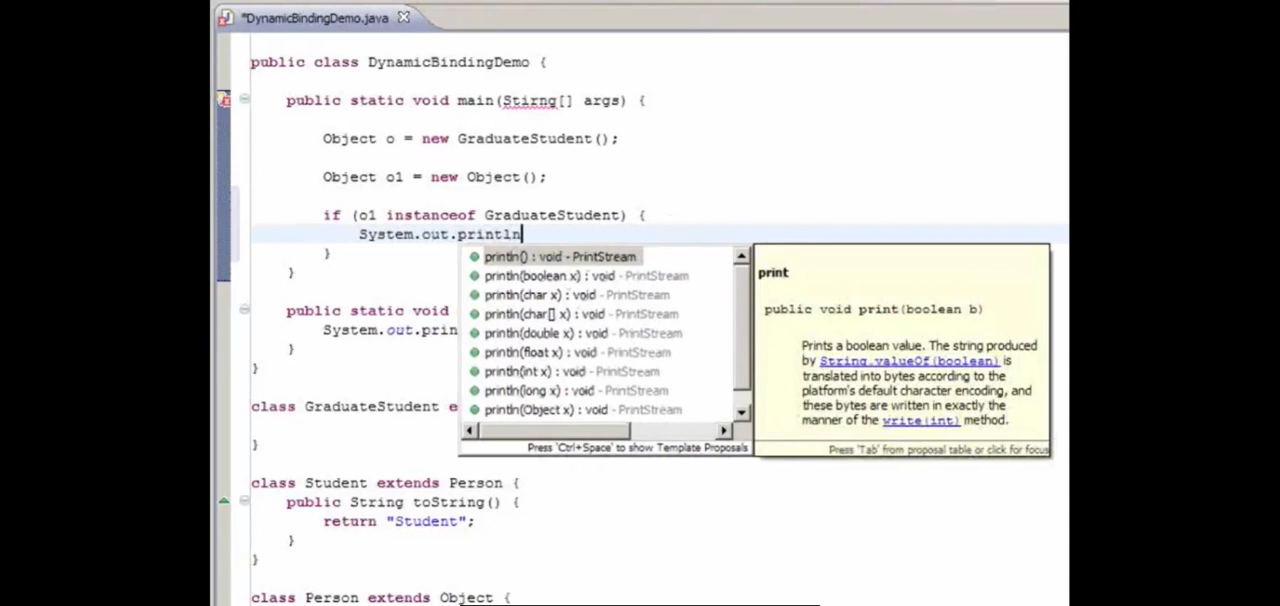 *DynamicBindingDemo.java
public class DynamicBindingDemo {
public static void main(Stirng[] args) {
Object o = new GraduateStudent();
Object o1 = new Object();
if (o1 instanceof GraduateStudent) {
System.out.println
}
}
public static void
System.out.prin
}
}
class GraduateStudent e
}
class Student extends Person {
public String toString() {
return "Student";
}
}
class Person extends Object {
println() : void - PrintStream
println(boolean x) : void - PrintStream
println(char x) : void - PrintStream
println(char[] x) : void - PrintStream
println(double x) : void - PrintStream
println(float x) : void - PrintStream
println(int x) : void - PrintStream
println(long x) : void - PrintStream
println(Object x) : void - PrintStream
Press 'Ctrl+Space' to show Template Proposals
print
public void print(boolean b)
Prints a boolean value. The string produced
by String.valueOf(boolean) is
translated into bytes according to the
platform's default character encoding, and
these bytes are written in exactly the
manner of the write(int) method.
Press 'Tab' from proposal table or click for focus